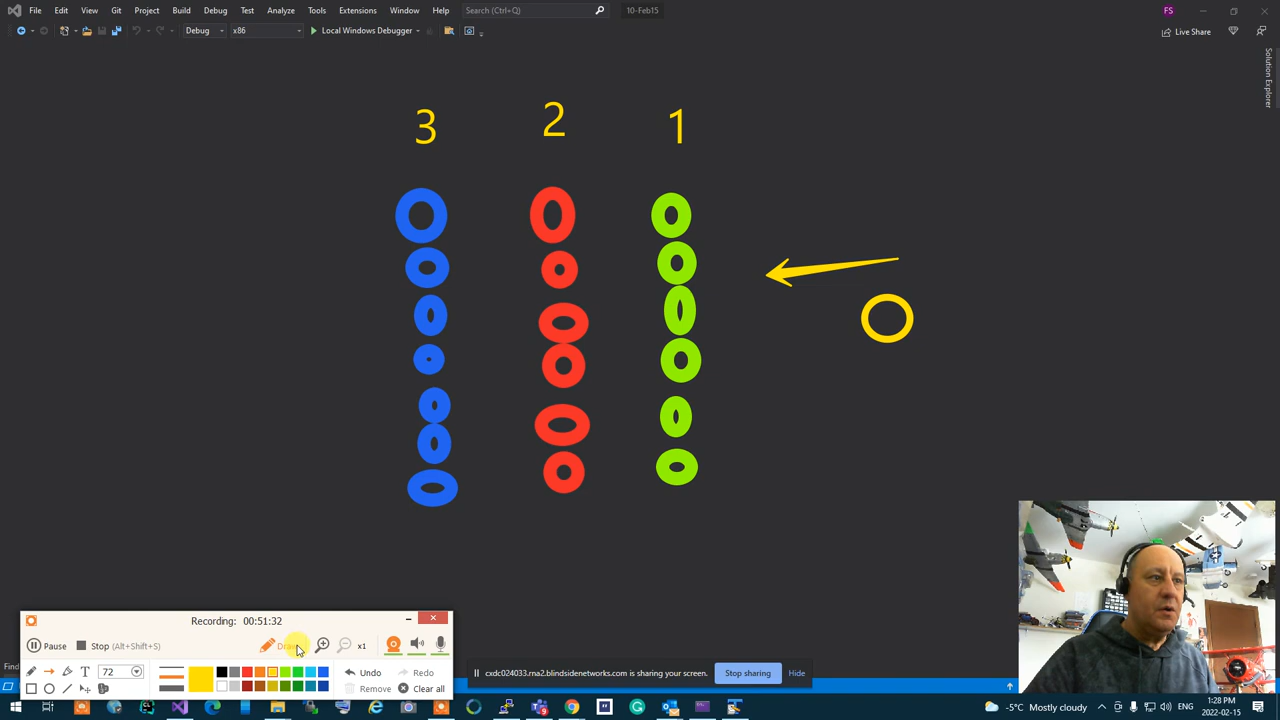 File Edit View Git Project Build Debug Test Analyze Tools Extensions Window Help Search (Ctrl+Q) 10-Feb15 FS
Debug x86 Local Windows Debugger Live Share
Solution Explorer
3 2 1
Recording: 00:51:32
Pause Stop (Alt+Shift+S) x1
Find
T 72 Undo Redo
Remove Clear all
cxdc024033.rna2.blindsidenetworks.com is sharing your screen. Stop sharing Hide
-5°C Mostly cloudy ENG 1:28 PM
2022-02-15